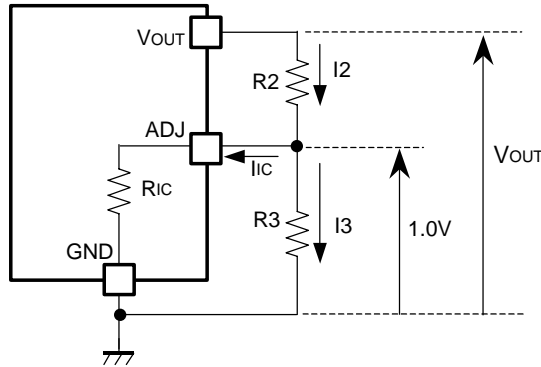 VOUT
R2
I2
ADJ
IIC
RIC
R3
I3
1.0V
VOUT
GND